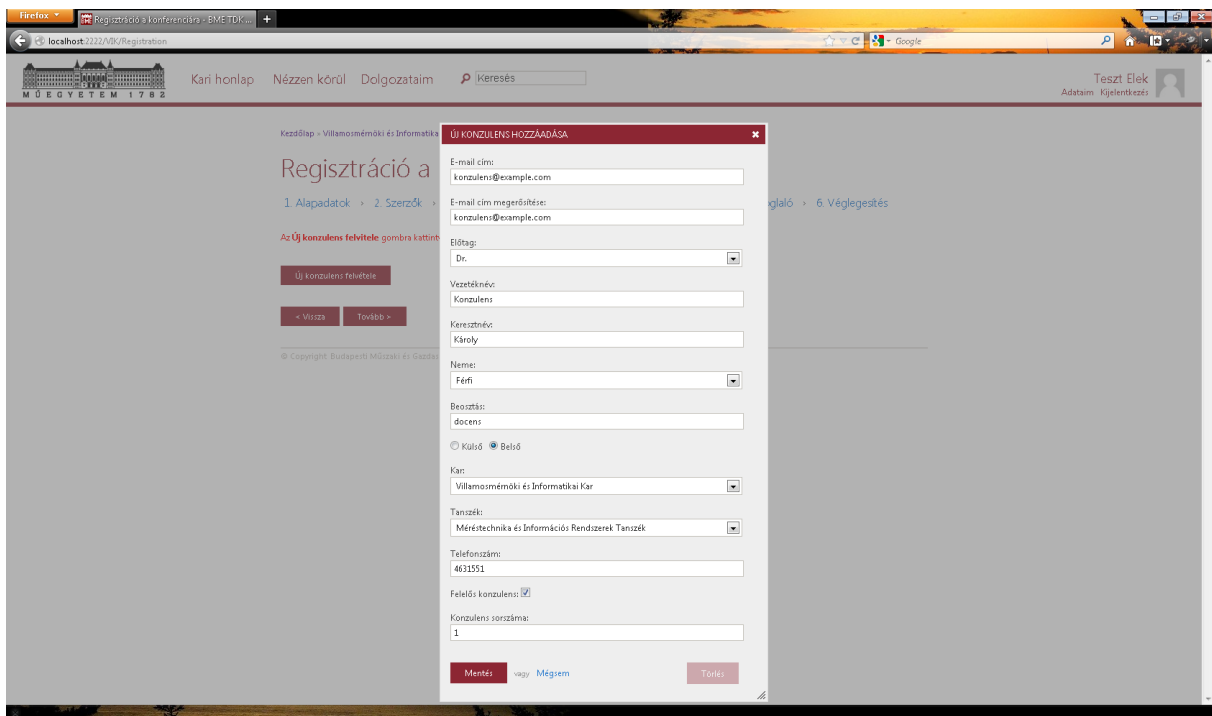 Firefox
Regisztráció a konferenciára - BME TDK ...
localhost:2222/VIK/Registration
Google
MŰEGYETEM 1782
Kari honlap Nézzen körül Dolgozataim Keresés
Teszt Elek
Adataim Kijelentkezés
Kezdőlap > Villamosmérnöki és Informatika
ÚJ KONZULENS HOZZÁADÁSA
Regisztráció a
1. Alapadatok › 2. Szerzők ›
6. Véglegesítés
Az Új konzulens felvitele gombra
Új konzulens felvétele
< Vissza Tovább >
© Copyright Budapesti Műszaki és
E-mail cím:
konzulens@example.com
E-mail cím megerősítése:
konzulens@example.com
Előtag:
Dr.
Vezetéknév:
Konzulens
Keresztnév:
Károly
Neme:
Férfi
Beosztás:
docens
Külső Belső
Kar:
Villamosmérnöki és Informatikai Kar
Tanszék:
Méréstechnika és Információs Rendszerek Tanszék
Telefonszám:
4631551
Felelős konzulens:
Konzulens sorszáma:
1
Mentés vagy Mégsem Törlés